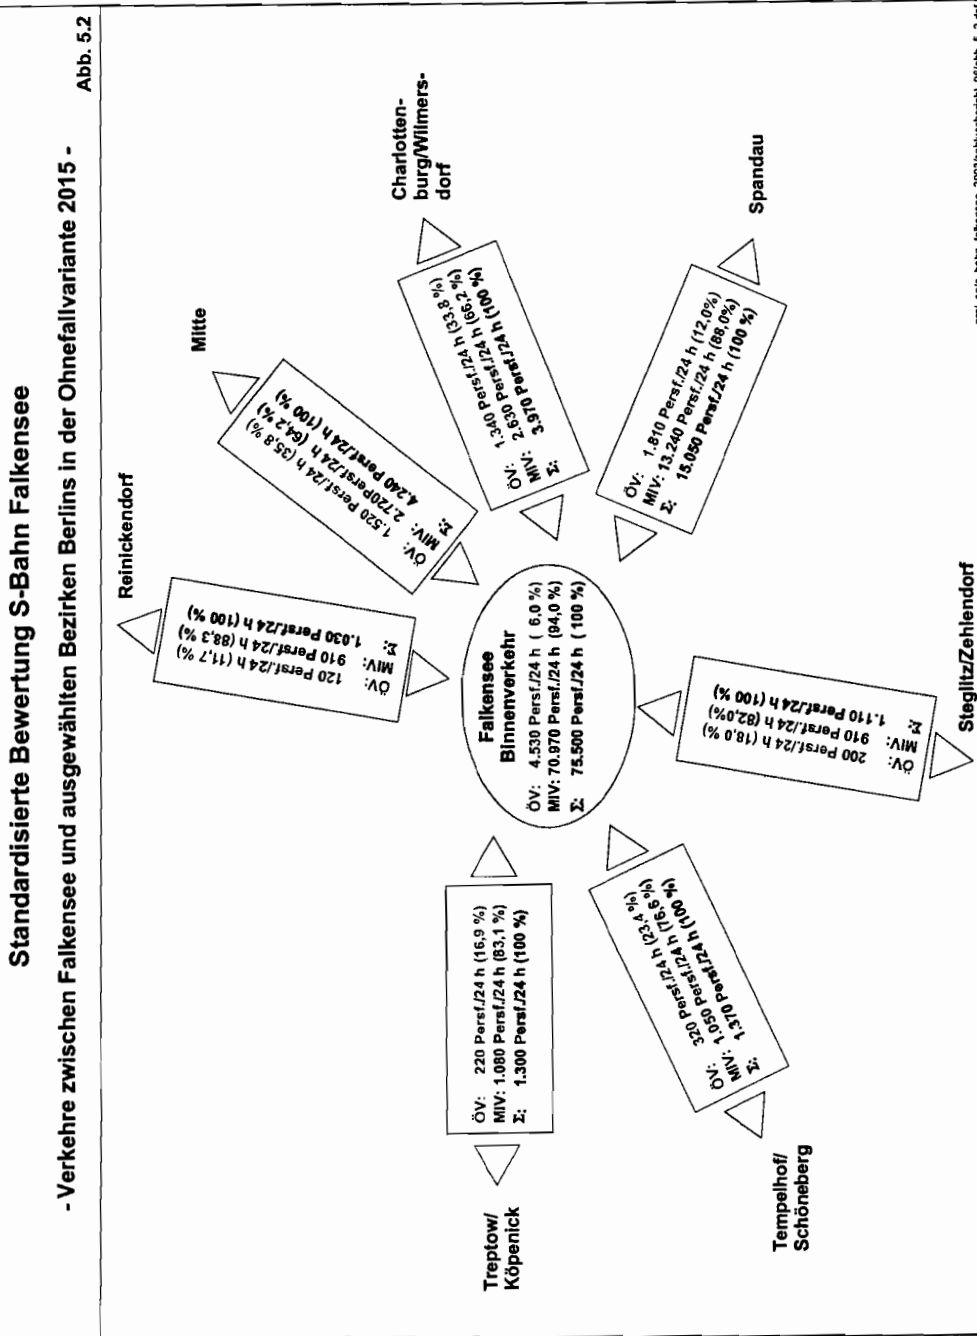 Standardisierte Bewertung S-Bahn Falkensee
- Verkehre zwischen Falkensee und ausgewählten Bezirken Berlins in der Ohnefallvariante 2015 -
Abb. 5.2
Reinickendorf
ÖV: 120 Persf./24 h (11,7 %)
MIV: 910 Persf./24 h (88,3 %)
Σ: 1.030 Persf./24 h (100 %)
Mitte
ÖV: 1.520 Persf./24 h (35,8 %)
MIV: 2.720Persf./24 h (64,2 %)
Σ: 4.240 Persf./24 h (100 %)
Charlotten-
burg/Wilmers-
dorf
ÖV: 1.340 Persf./24 h (33,8 %)
MIV: 2.630 Persf./24 h (66,2 %)
Σ: 3.970 Persf./24 h (100 %)
Treptow/
Köpenick
ÖV: 220 Persf./24 h (16,9 %)
MIV: 1.080 Persf./24 h (83,1 %)
Σ: 1.300 Persf./24 h (100 %)
Falkensee
Binnenverkehr
ÖV: 4.530 Persf./24 h ( 6,0 %)
MIV: 70.970 Persf./24 h (94,0 %)
Σ: 75.500 Persf./24 h ( 100 %)
Spandau
ÖV: 1.810 Persf./24 h (12,0%)
MIV: 13.240 Persf./24 h (88,0%)
Σ: 15.050 Persf./24 h (100 %)
Tempelhof/
Schöneberg
ÖV: 320 Persf./24 h (23,4 %)
MIV: 1.050 Persf./24 h (76,6 %)
Σ: 1.370 Persf./24 h (100 %)
Steglitz/Zehlendorf
ÖV: 200 Persf./24 h (18,0 %)
MIV: 910 Persf./24 h (82,0%)
Σ: 1.110 Persf./24 h (100 %)